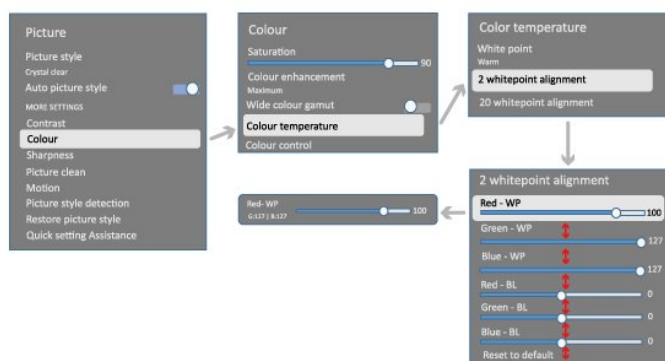 Picture
Picture style
Crystal clear
Auto picture style
MORE SETTINGS
Contrast
Colour
Sharpness
Picture clean
Motion
Picture style detection
Restore picture style
Quick setting Assistance
Colour
Saturation
90
Colour enhancement
Maximum
Wide colour gamut
Colour temperature
Colour control
Color temperature
White point
Warm
2 whitepoint alignment
20 whitepoint alignment
2 whitepoint alignment
Red - WP
100
Green - WP
127
Blue - WP
127
Red - BL
0
Green - BL
0
Blue - BL
0
Reset to default
Red- WP
G:127 | B:127
100